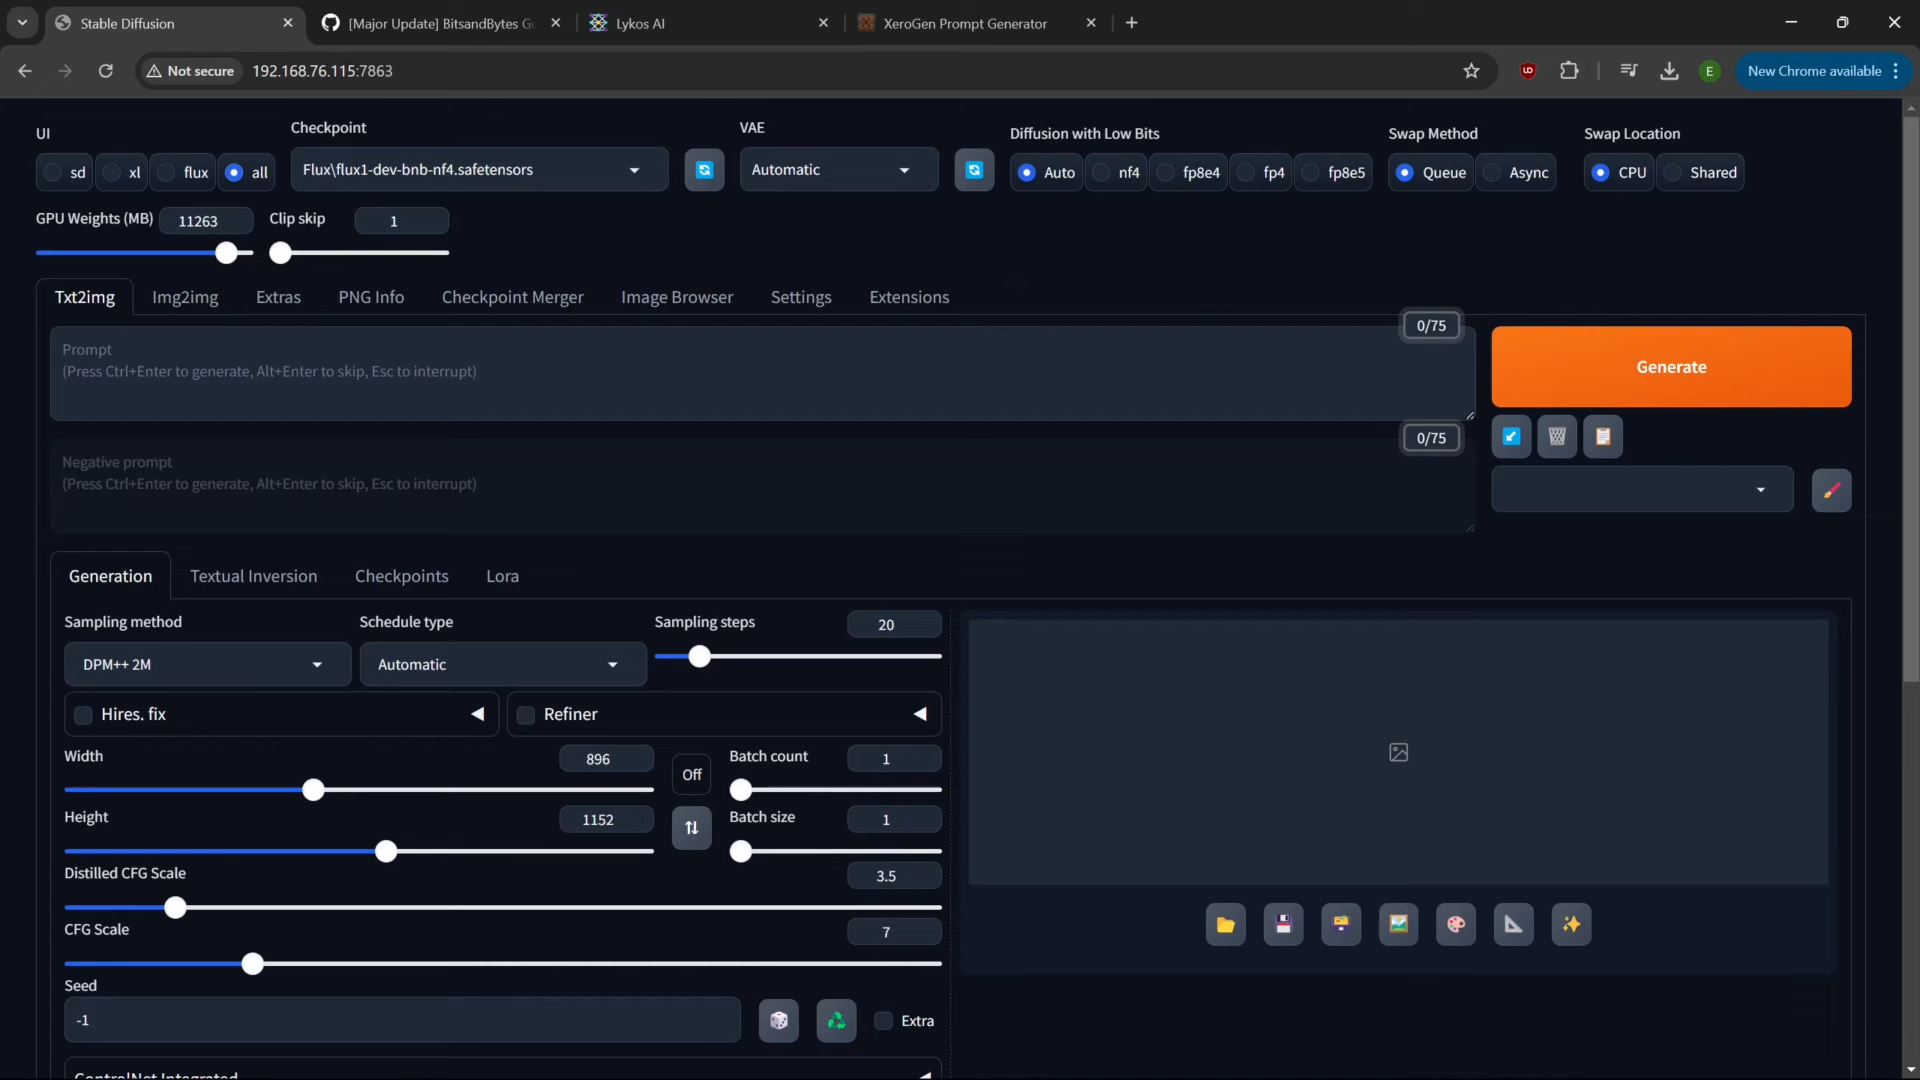 Stable Diffusion
[Major Update] BitsandBytes Gu
Lykos AI
XeroGen Prompt Generator
Not secure
192.168.76.115:7863
E
New Chrome available
UI
sd
xl
flux
all
Checkpoint
Flux\flux1-dev-bnb-nf4.safetensors
VAE
Automatic
Diffusion with Low Bits
Auto
nf4
fp8e4
fp4
fp8e5
Swap Method
Queue
Async
Swap Location
CPU
Shared
GPU Weights (MB)
11263
Clip skip
1
Txt2img
Img2img
Extras
PNG Info
Checkpoint Merger
Image Browser
Settings
Extensions
0/75
Prompt
(Press Ctrl+Enter to generate, Alt+Enter to skip, Esc to interrupt)
Generate
0/75
Negative prompt
(Press Ctrl+Enter to generate, Alt+Enter to skip, Esc to interrupt)
Generation
Textual Inversion
Checkpoints
Lora
Sampling method
DPM++ 2M
Schedule type
Automatic
Sampling steps
20
Hires. fix
Refiner
Width
896
Off
Batch count
1
Height
1152
Batch size
1
Distilled CFG Scale
3.5
CFG Scale
7
Seed
-1
Extra
ControlNet Integrated